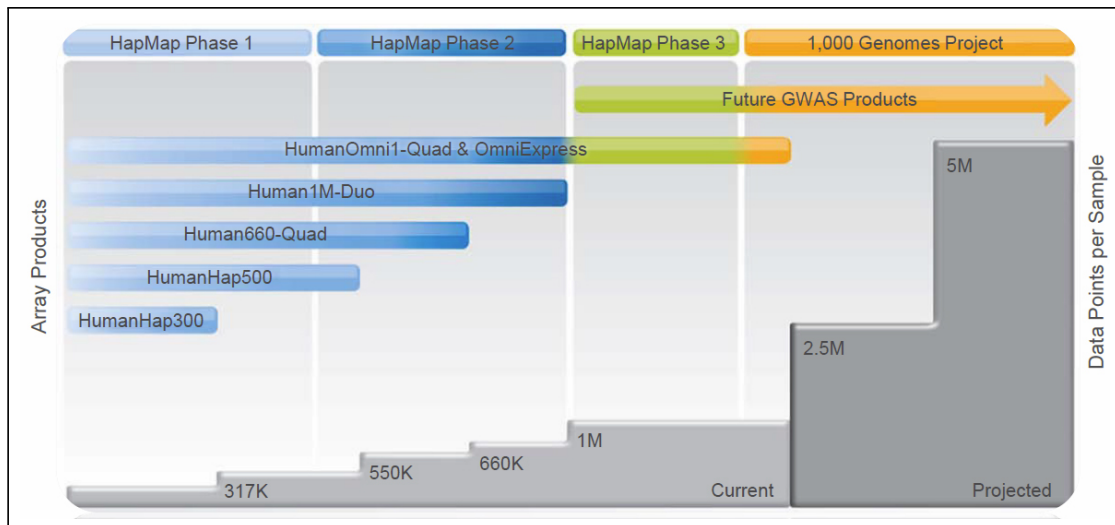 HapMap Phase 1
HapMap Phase 2
HapMap Phase 3
1,000 Genomes Project
Future GWAS Products
HumanOmni1-Quad & OmniExpress
Human1M-Duo
Human660-Quad
HumanHap500
HumanHap300
Array Products
Data Points per Sample
317K
550K
660K
1M
2.5M
5M
Current
Projected